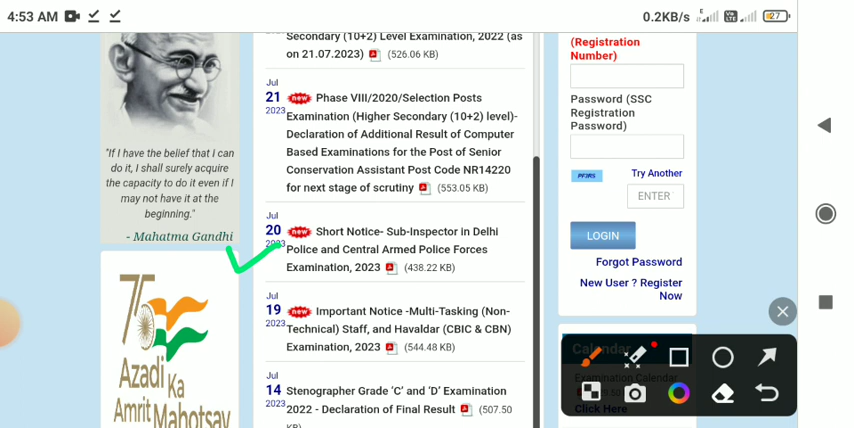 4:53 AM
0.2KB/s
27
"If I have the belief that I can
do it, I shall surely acquire
the capacity to do it even if I
may not have it at the
beginning."
- Mahatma Gandhi
75
Azadi Ka
Amrit Mahotsav
Secondary (10+2) Level Examination, 2022 (as
on 21.07.2023) (526.06 KB)
Jul
21
2023
new Phase VIII/2020/Selection Posts
Examination (Higher Secondary (10+2) level)-
Declaration of Additional Result of Computer
Based Examinations for the Post of Senior
Conservation Assistant Post Code NR14220
for next stage of scrutiny (553.05 KB)
Jul
20
2023
new Short Notice- Sub-Inspector in Delhi
Police and Central Armed Police Forces
Examination, 2023 (438.22 KB)
Jul
19
2023
new Important Notice -Multi-Tasking (Non-
Technical) Staff, and Havaldar (CBIC & CBN)
Examination, 2023 (544.48 KB)
Jul
14
2023
Stenographer Grade 'C' and 'D' Examination
2022 - Declaration of Final Result (507.50
KB)
(Registration
Number)
Password (SSC
Registration
Password)
Try Another
ENTER
LOGIN
Forgot Password
New User ? Register
Now
Calendar
Examination Calendar
Click Here